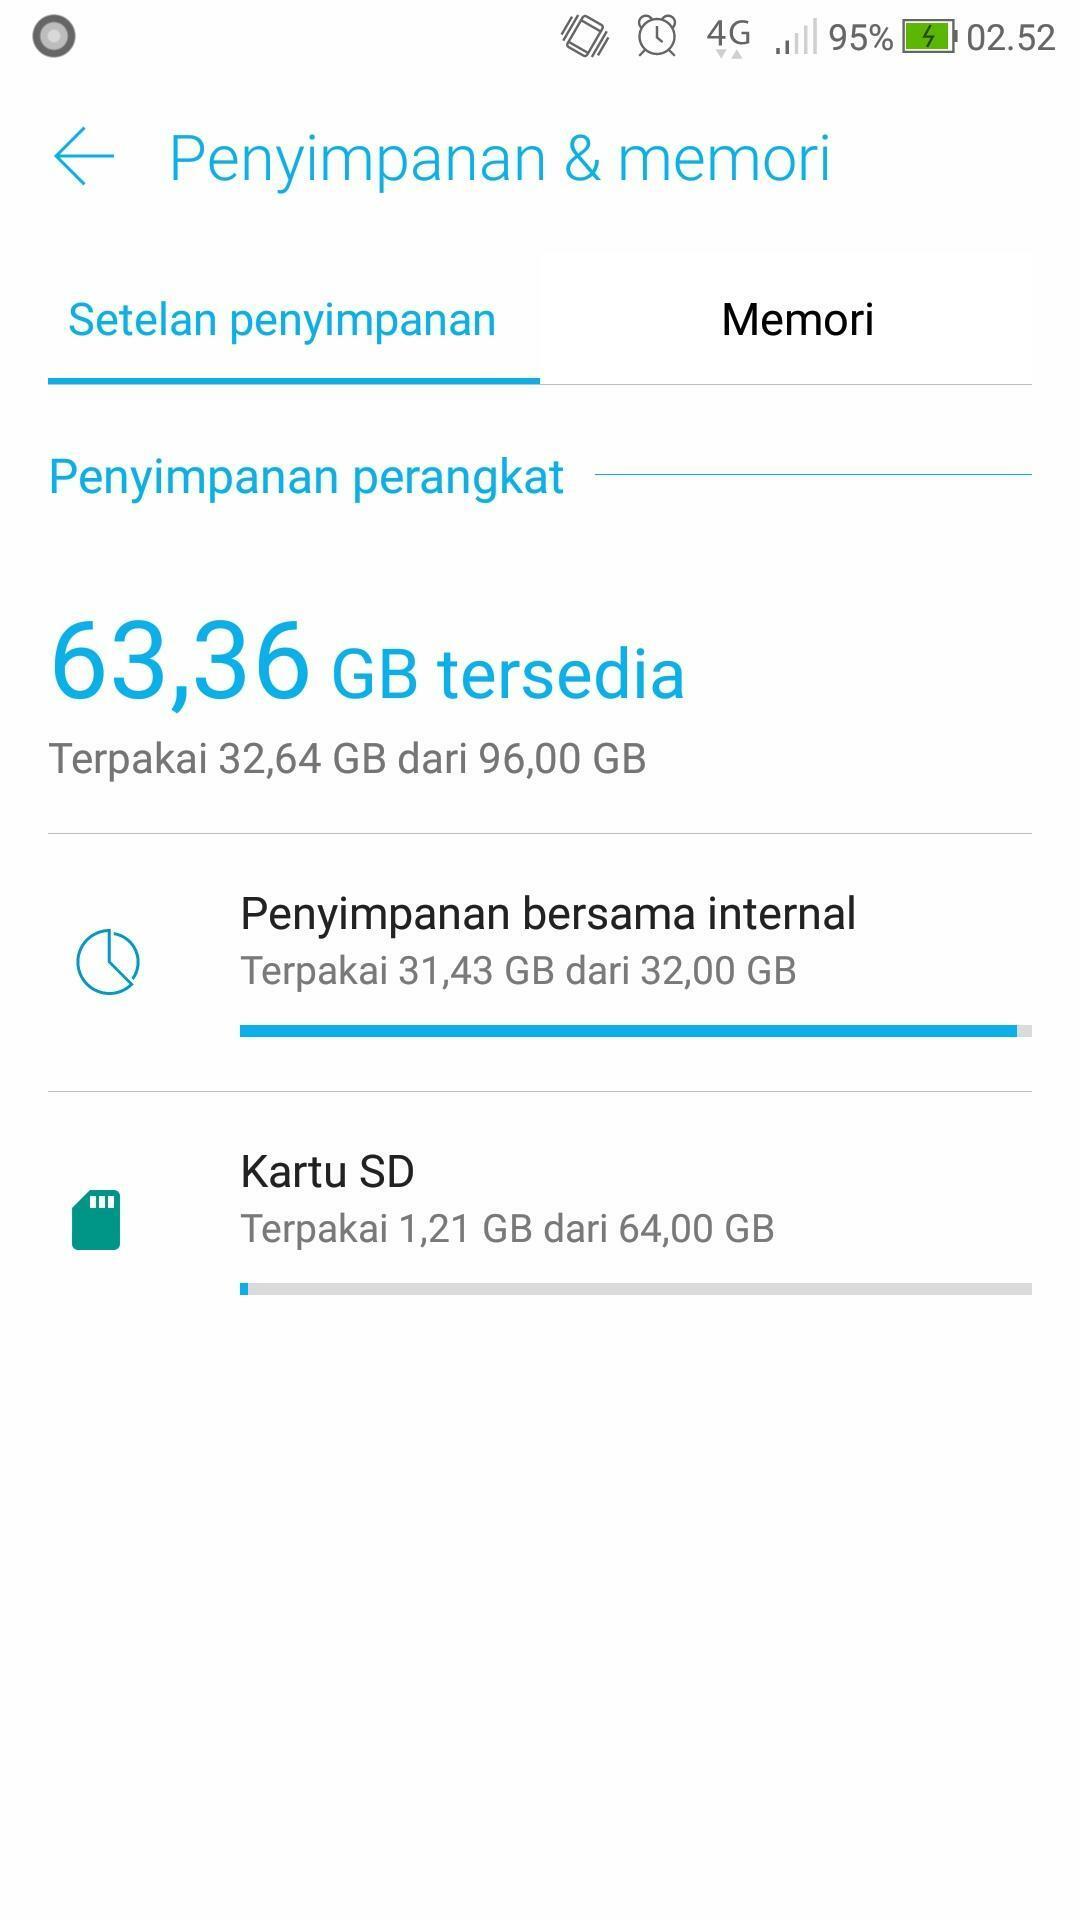 4G 95% 02.52
Penyimpanan & memori
Setelan penyimpanan Memori
Penyimpanan perangkat
63,36 GB tersedia
Terpakai 32,64 GB dari 96,00 GB
Penyimpanan bersama internal
Terpakai 31,43 GB dari 32,00 GB
Kartu SD
Terpakai 1,21 GB dari 64,00 GB